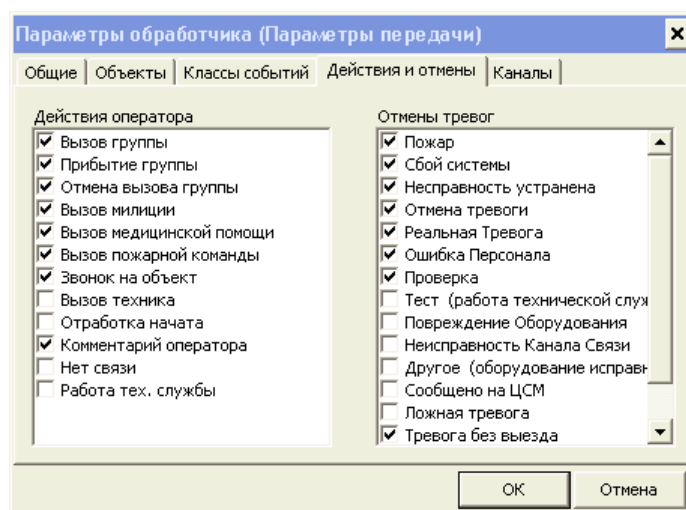 Параметры обработчика (Параметры передачи)
Общие Объекты Классы событий Действия и отмены Каналы
Действия оператора
Вызов группы
Прибытие группы
Отмена вызова группы
Вызов милиции
Вызов медицинской помощи
Вызов пожарной команды
Звонок на объект
Вызов техника
Отработка начата
Комментарий оператора
Нет связи
Работа тех. службы
Отмены тревог
Пожар
Сбой системы
Несправность устранена
Отмена тревоги
Реальная Тревога
Ошибка Персонала
Проверка
Тест (работа технической служ
Повреждение Оборудования
Неисправность Канала Связи
Другое (оборудование исправн
Сообщено на ЦСМ
Ложная тревога
Тревога без выезда
ОК Отмена